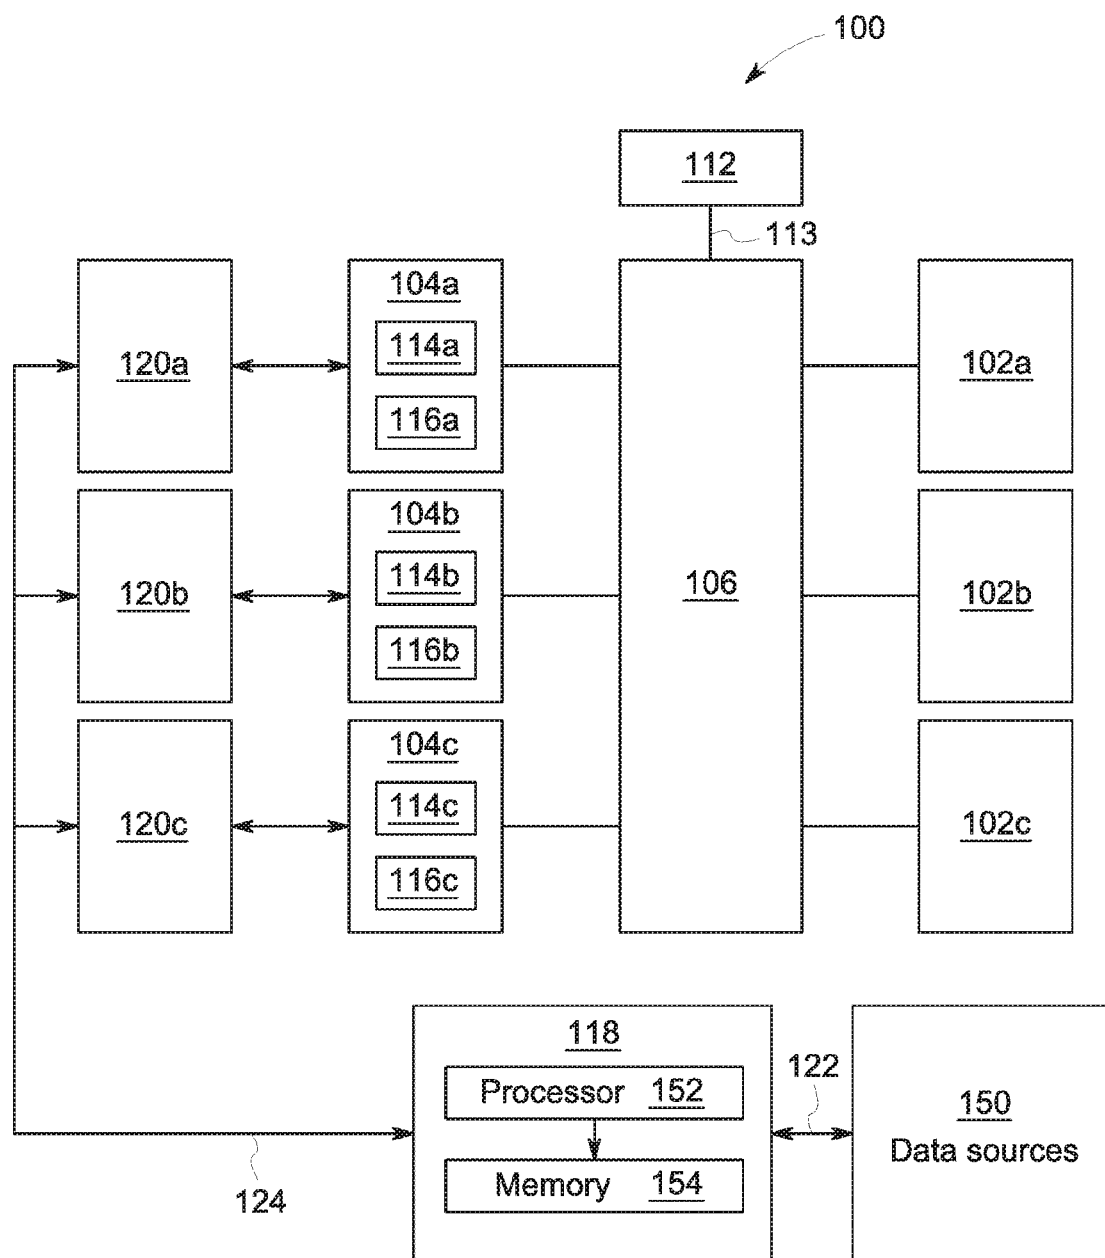 100
112
113
104a
114a
120a
102a
116a
104b
114b
120b
106
102b
116b
104c
114c
120c
102c
116c
118
122
Processor 152
150
Data sources
Memory 154
124